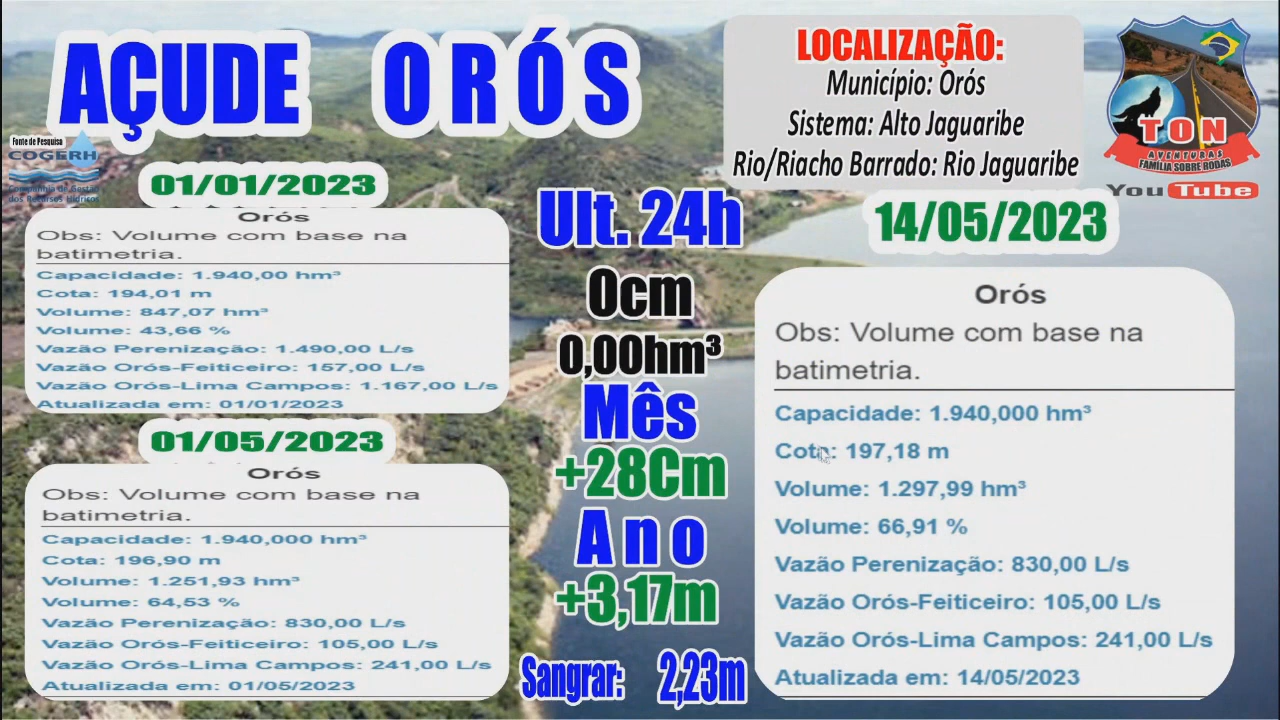 AÇUDE ORÓS
LOCALIZAÇÃO:
Município: Orós
Sistema: Alto Jaguaribe
Rio/Riacho Barrado: Rio Jaguaribe
TON
AVENTURAS
FAMÍLIA SOBRE RODAS
YouTube
Fonte de Pesquisa
COGERH
Companhia de Gestão
dos Recursos Hídricos
01/01/2023
Orós
Obs: Volume com base na
batimetria.
Capacidade: 1.940,00 hm³
Cota: 194,01 m
Volume: 847,07 hm³
Volume: 43,66 %
Vazão Perenização: 1.490,00 L/s
Vazão Orós-Feiticeiro: 157,00 L/s
Vazão Orós-Lima Campos: 1.167,00 L/s
Atualizada em: 01/01/2023
01/05/2023
Orós
Obs: Volume com base na
batimetria.
Capacidade: 1.940,000 hm³
Cota: 196,90 m
Volume: 1.251,93 hm³
Volume: 64,53 %
Vazão Perenização: 830,00 L/s
Vazão Orós-Feiticeiro: 105,00 L/s
Vazão Orós-Lima Campos: 241,00 L/s
Atualizada em: 01/05/2023
Ult. 24h
0cm
0,00hm³
Mês
+28Cm
Ano
+3,17m
Sangrar: 2,23m
14/05/2023
Orós
Obs: Volume com base na
batimetria.
Capacidade: 1.940,000 hm³
Cota: 197,18 m
Volume: 1.297,99 hm³
Volume: 66,91 %
Vazão Perenização: 830,00 L/s
Vazão Orós-Feiticeiro: 105,00 L/s
Vazão Orós-Lima Campos: 241,00 L/s
Atualizada em: 14/05/2023